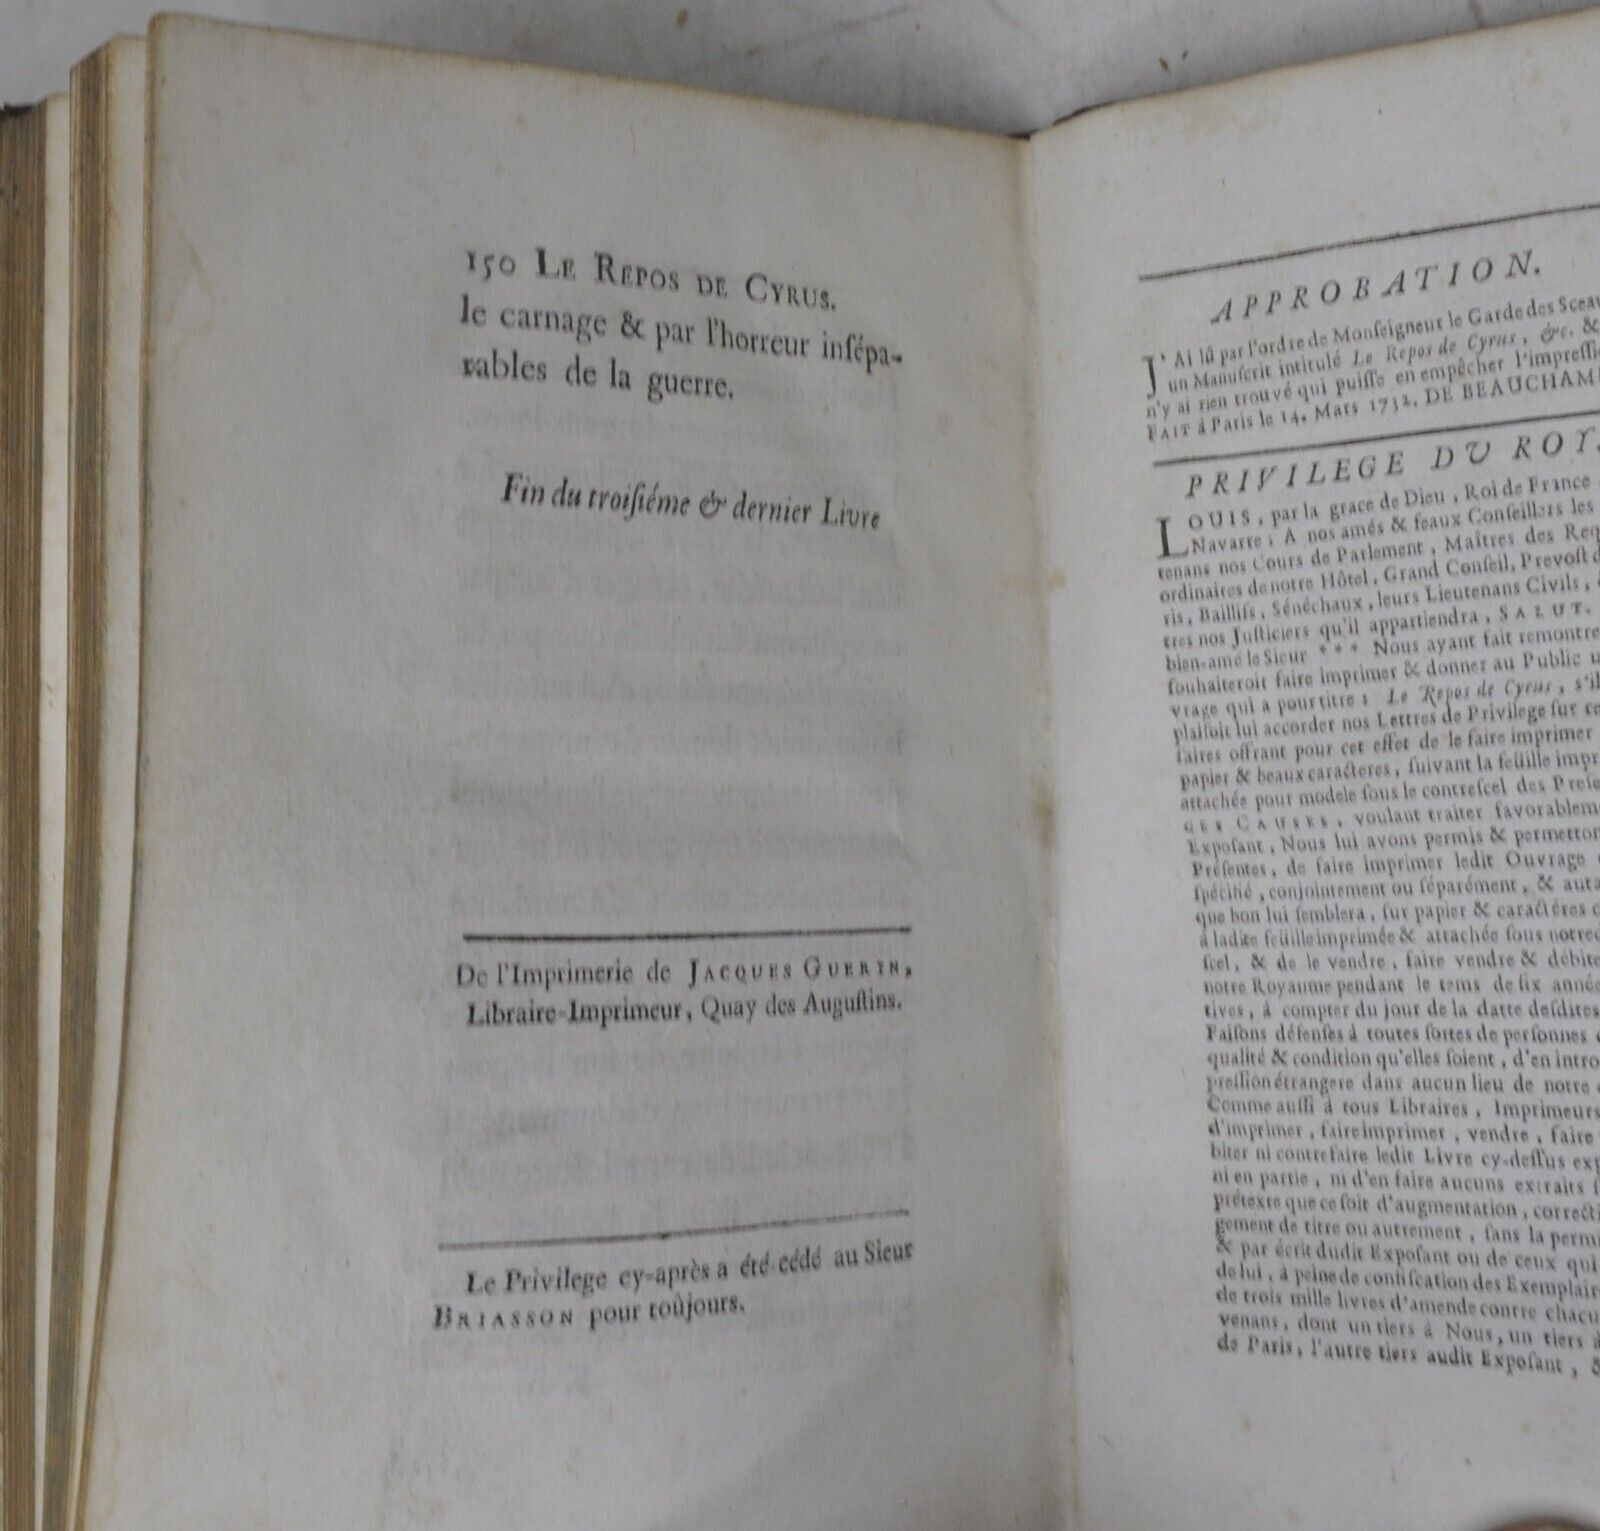 150 LE REPOS DE CYRUS.
le carnage & par l'horreur inſépa-
rables de la guerre.
Fin du troiſiéme & dernier Livre
De l'Imprimerie de JACQUES GUERIN,
Libraire-Imprimeur, Quay des Auguſtins.
Le Privilege cy-après a été cédé au Sieur
BRIASSON pour toûjours.
APPROBATION.
J'Ai lû par l'ordre de Monſeigneur le Garde des Sceau
un Manuſcrit intitulé Le Repos de Cyrus, &c. &
n'y ai rien trouvé qui puiſſe en empêcher l'impreſſi
FAIT à Paris le 14. Mars 1732. DE BEAUCHAM
PRIVILEGE DU ROY.
LOUIS, par la grace de Dieu, Roi de France
Navarre: A nos amés & feaux Conſeillers les
tenans nos Cours de Parlement, Maîtres des Req
ordinaires de notre Hôtel, Grand Conſeil, Prevoſt d
ris, Baillifs, Sénéchaux, leurs Lieutenans Civils,
tres nos Juſticiers qu'il appartiendra, SALUT.
bien-amé le Sieur *** Nous ayant fait remontre
ſouhaiteroit faire imprimer & donner au Public u
vrage qui a pour titre: Le Repos de Cyrus, s'il
plaiſoit lui accorder nos Lettres de Privilege ſur ce
ſaires offrant pour cet effet de le faire imprimer
papier & beaux caracteres, ſuivant la feüille impr
attachée pour modele ſous le contreſcel des Preſe
CES CAUSES, voulant traiter favorablem
Expoſant, Nous lui avons permis & permetton
Préſentes, de faire imprimer ledit Ouvrage
ſpécifié, conjointement ou ſéparément, & auta
que bon lui ſemblera, ſur papier & caractéres c
à ladite feüille imprimée & attachée ſous notred
ſcel, & de le vendre, faire vendre & débite
notre Royaume pendant le tems de ſix année
tives, à compter du jour de la datte deſdites
Faiſons défenſes à toutes ſortes de perſonnes
qualité & condition qu'elles ſoient, d'en intro
preſſion étrangere dans aucun lieu de notre
Comme auſſi à tous Libraires, Imprimeurs
d'imprimer, faire imprimer, vendre, faire
biter ni contrefaire ledit Livre cy-deſſus exp
ni en partie, ni d'en faire aucuns extraits ſ
prétexte que ce ſoit d'augmentation, correcti
gement de titre ou autrement, ſans la permi
& par écrit dudit Expoſant ou de ceux qui
de lui, à peine de confiſcation des Exemplair
de trois mille livres d'amende contre chacu
venans, dont un tiers à Nous, un tiers à
de Paris, l'autre tiers audit Expoſant, &